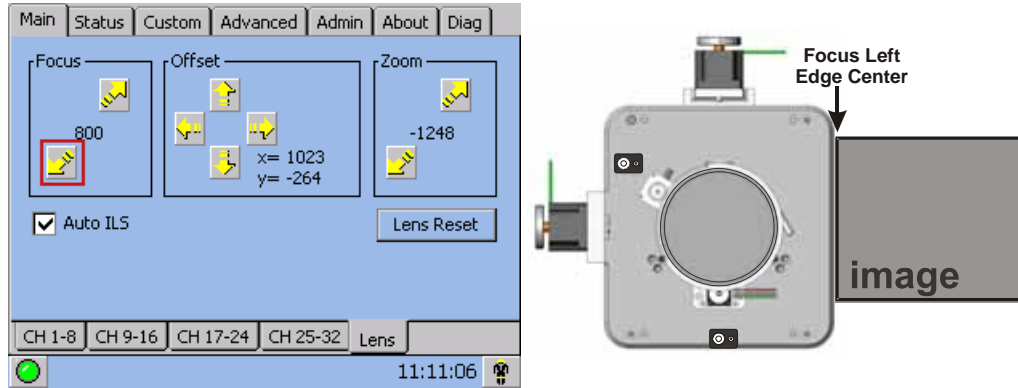 Main Status Custom Advanced Admin About Diag
Focus Offset Zoom
800 -1248
x= 1023
y= -264
Auto ILS Lens Reset
CH 1-8 CH 9-16 CH 17-24 CH 25-32 Lens
11:11:06
Focus Left
Edge Center
image